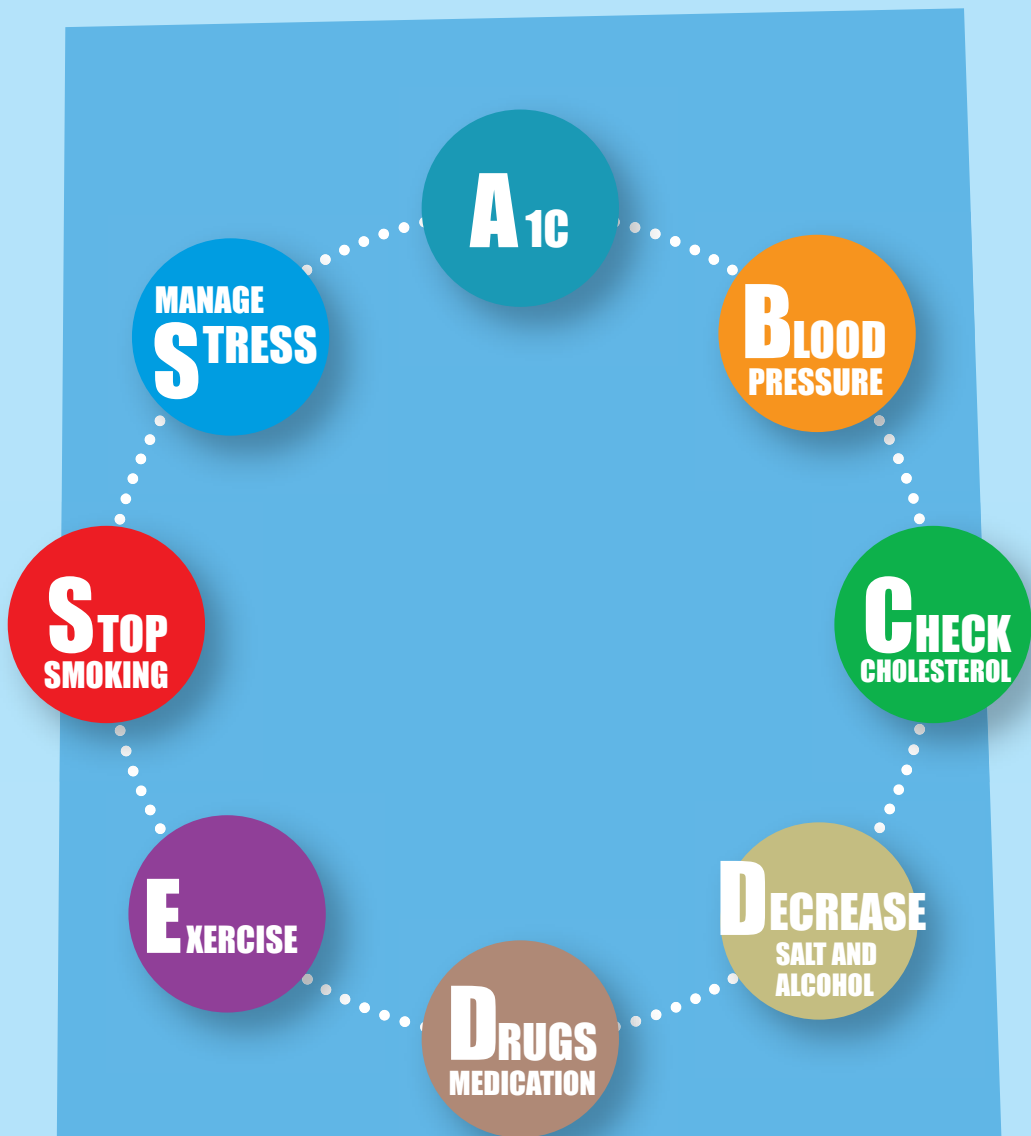 A1C
BLOOD
PRESSURE
CHECK
CHOLESTEROL
DECREASE
SALT AND
ALCOHOL
DRUGS
MEDICATION
EXERCISE
STOP
SMOKING
MANAGE
STRESS